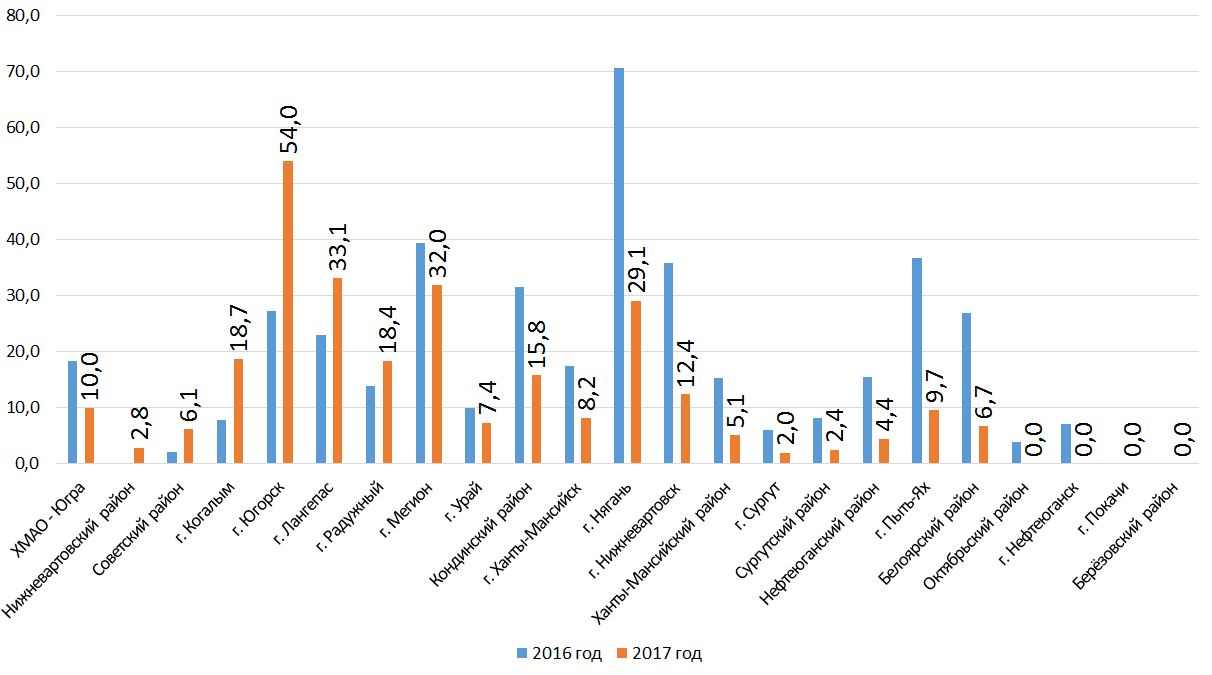 80,0
70,0
60,0
50,0
40,0
30,0
20,0
10,0
0,0
10,0
2,8
6,1
18,7
54,0
33,1
18,4
32,0
7,4
15,8
8,2
29,1
12,4
5,1
2,0
2,4
4,4
9,7
6,7
0,0
0,0
0,0
0,0
ХМАО - Югра
Нижневартовский район
Советский район
г. Когалым
г. Югорск
г. Лангепас
г. Радужный
г. Мегион
г. Урай
Кондинский район
г. Ханты-Мансийск
г. Нягань
г. Нижневартовск
Ханты-Мансийский район
г. Сургут
Сургутский район
Нефтеюганский район
г. Пыть-Ях
Белоярский район
Октябрьский район
г. Нефтеюганск
г. Покачи
Берёзовский район
2016 год
2017 год